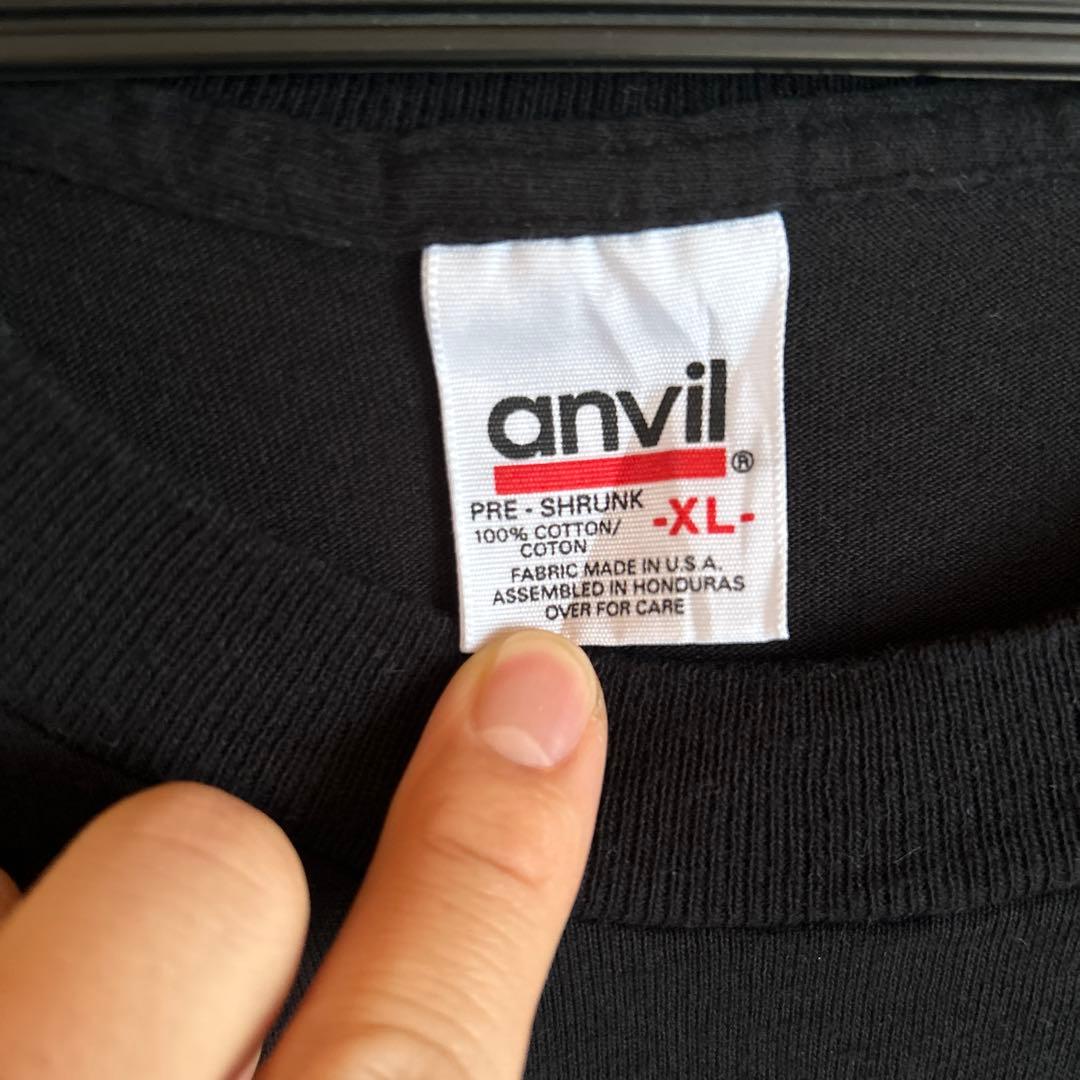 anvil®
PRE - SHRUNK -XL-
100% COTTON/
COTON
FABRIC MADE IN U.S.A.
ASSEMBLED IN HONDURAS
OVER FOR CARE